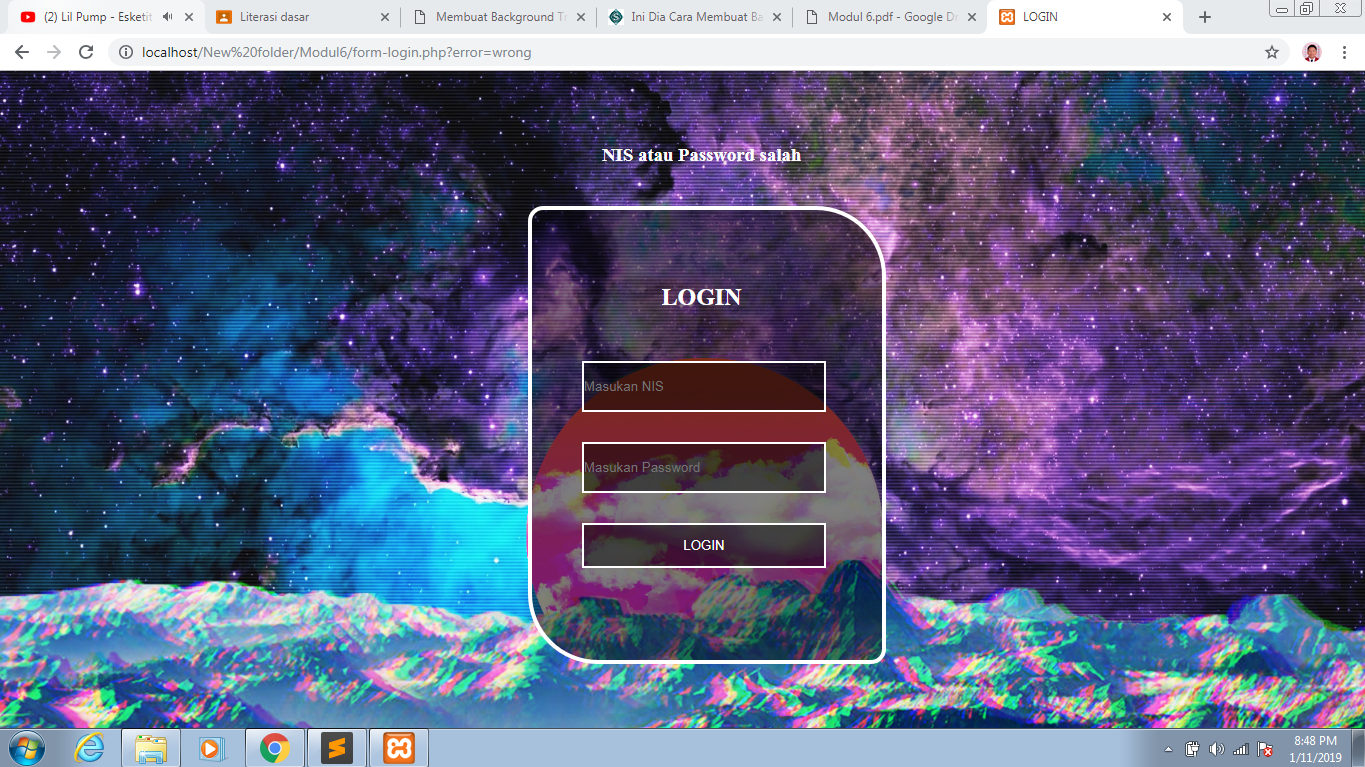 (2) Lil Pump - Esketit
Literasi dasar
Membuat Background Tr
Ini Dia Cara Membuat Ba
Modul 6.pdf - Google Dr
LOGIN
localhost/New%20folder/Modul6/form-login.php?error=wrong
NIS atau Password salah
LOGIN
Masukan NIS
Masukan Password
LOGIN
8:48 PM
1/11/2019